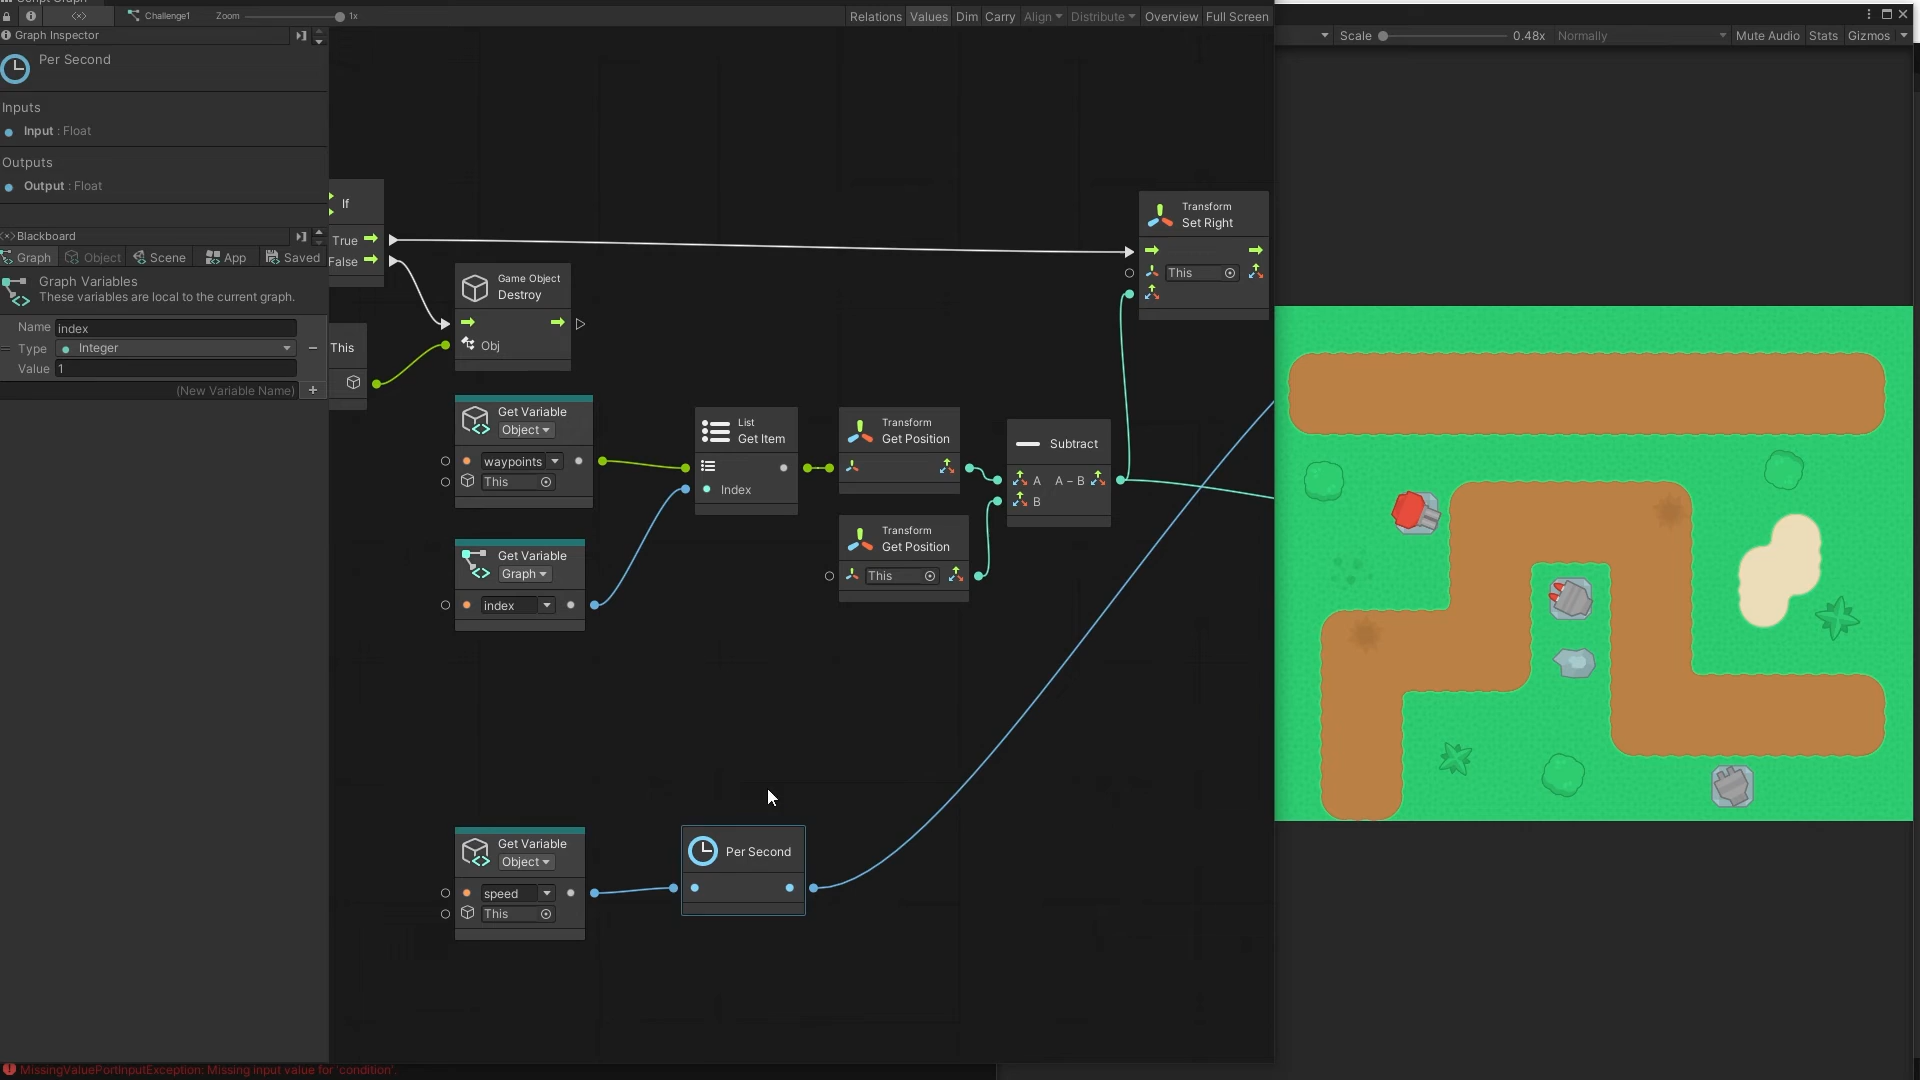 Script Graph
Challenge1
Zoom
1x
Relations
Values
Dim
Carry
Align
Distribute
Overview
Full Screen
Scale
0.48x
Normally
Mute Audio
Stats
Gizmos
Graph Inspector
Per Second
Inputs
Input : Float
Outputs
Output : Float
Blackboard
Graph
Object
Scene
App
Saved
Graph Variables
These variables are local to the current graph.
Name index
Type Integer
Value 1
(New Variable Name)
If
True
False
This
Game Object
Destroy
Obj
Get Variable
Object
waypoints
This
Get Variable
Graph
index
List
Get Item
Index
Transform
Get Position
Transform
Get Position
This
Subtract
A A – B
B
Transform
Set Right
This
Get Variable
Object
speed
This
Per Second
MissingValuePortInputException: Missing input value for 'condition'.